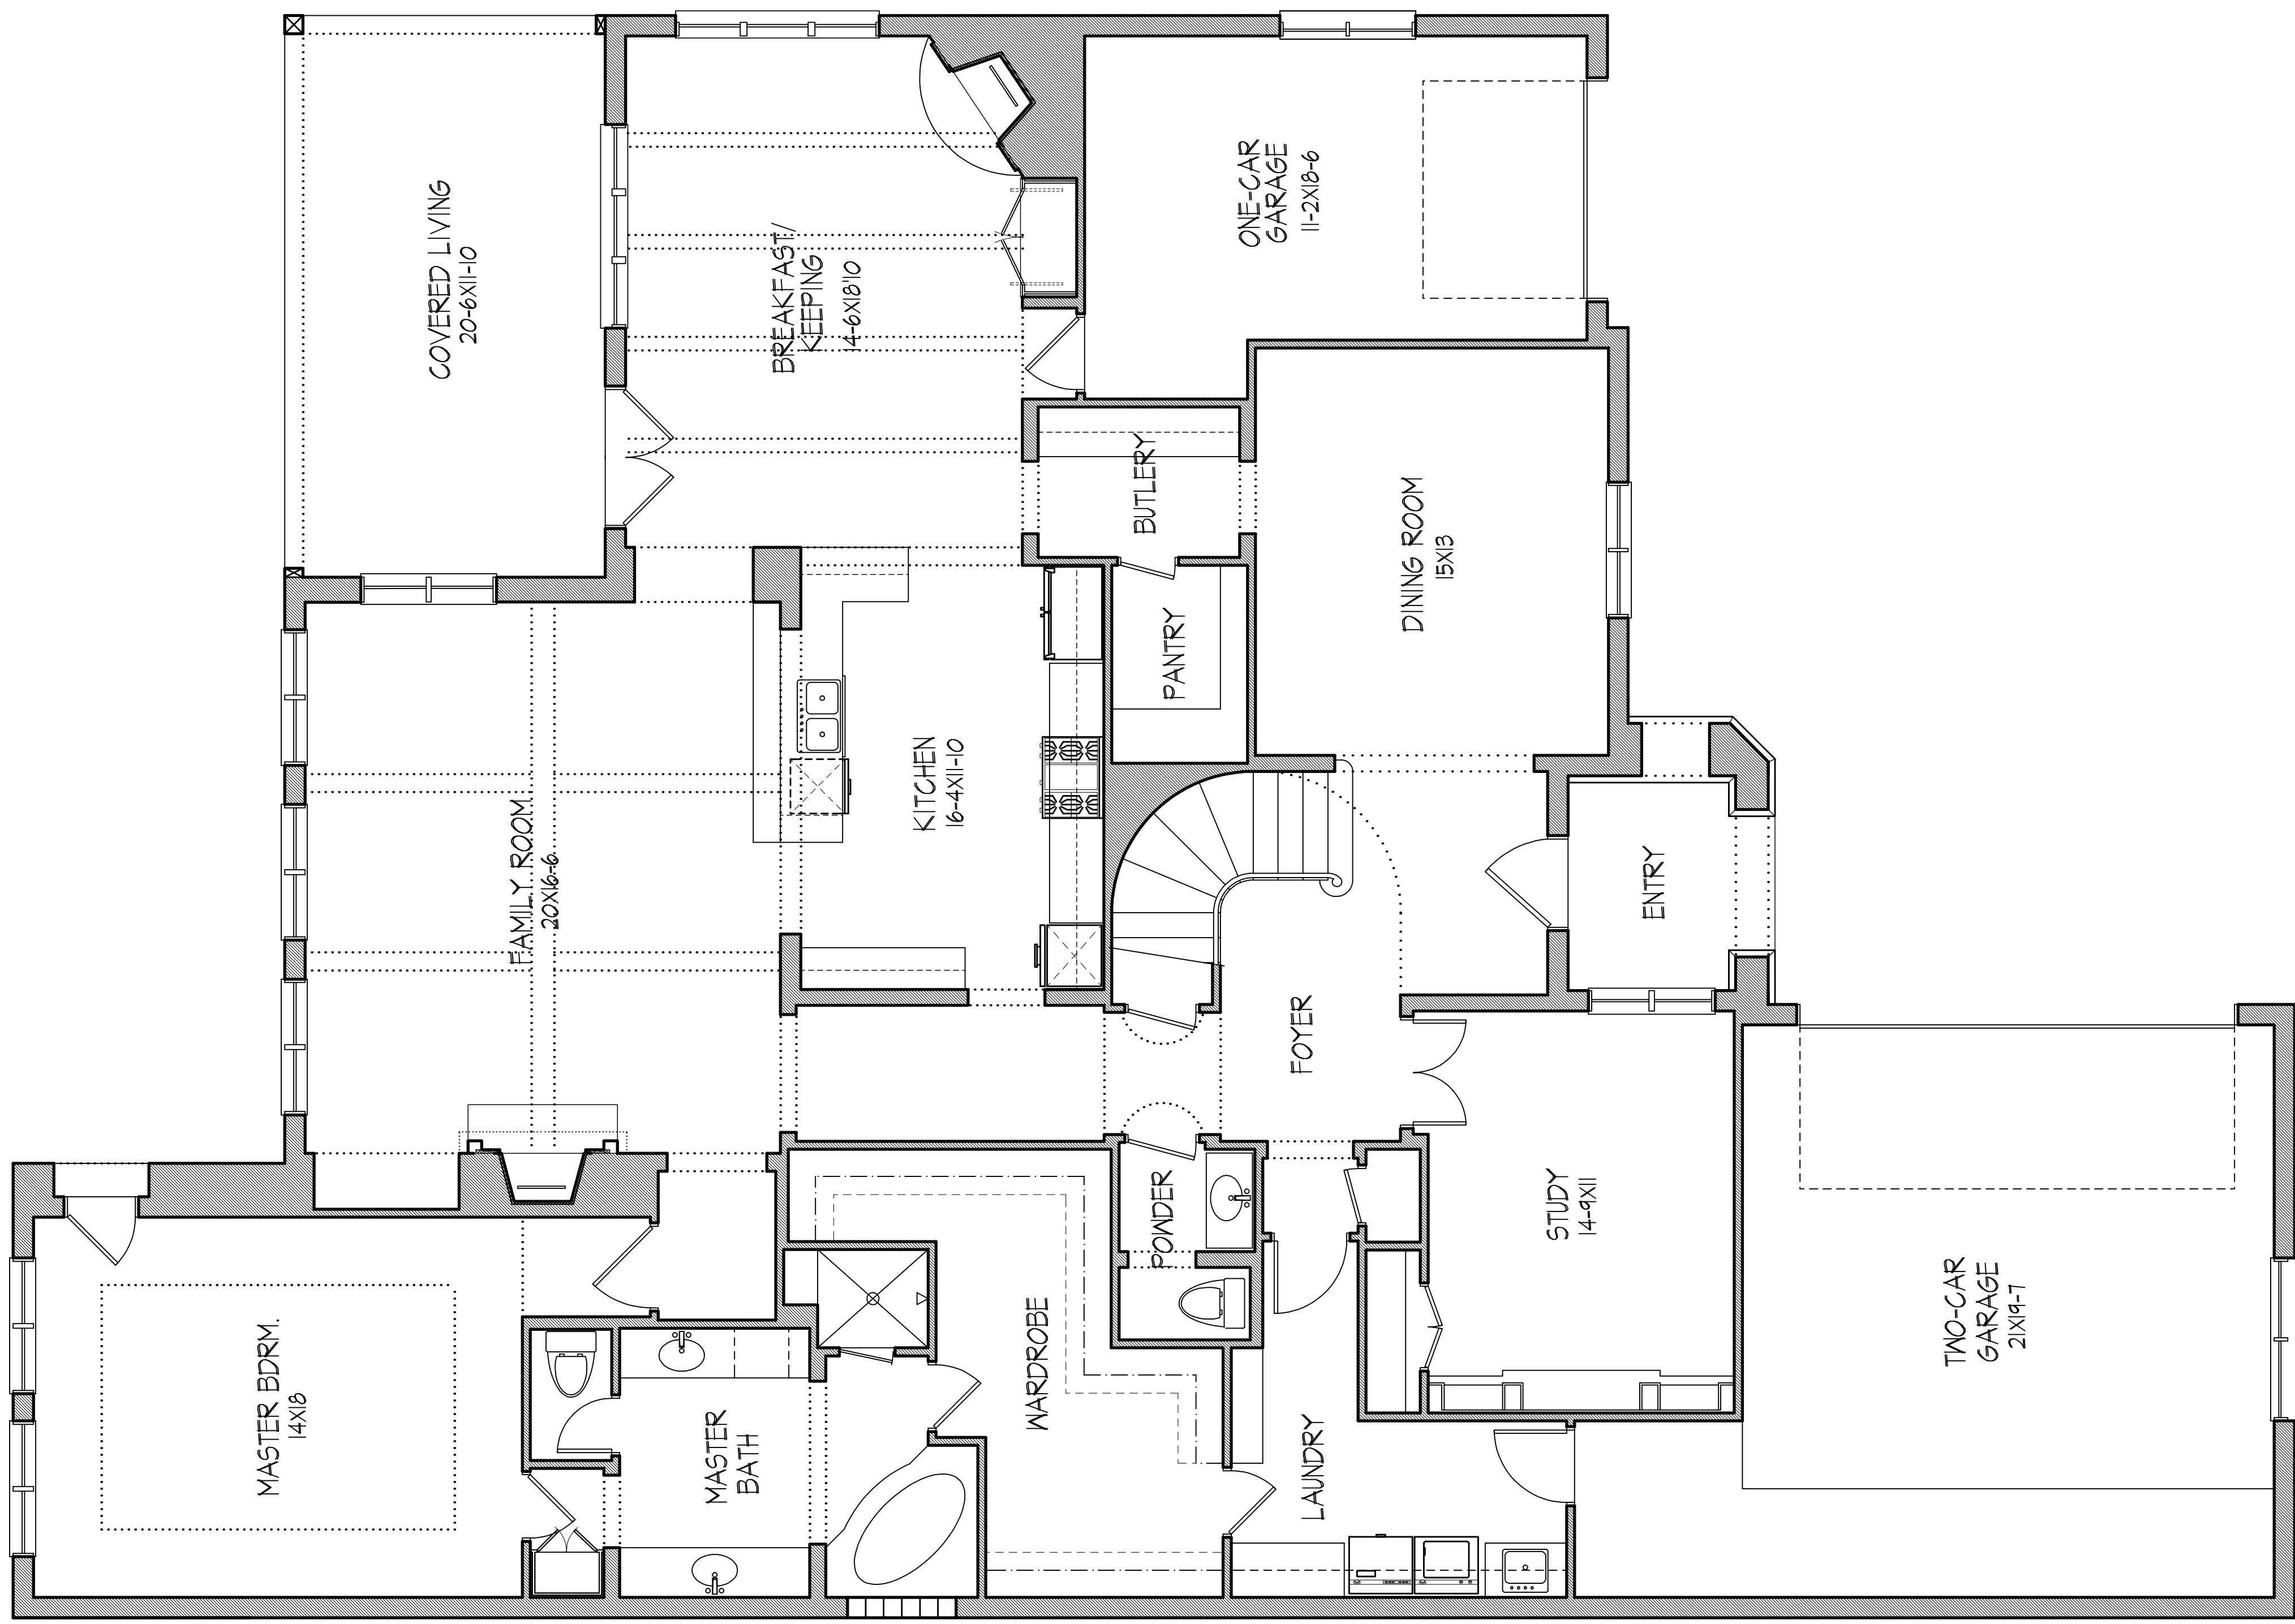 COVERED LIVING
20-6X11-10
BREAKFAST/
KEEPING
14-6X18'10
ONE-CAR
GARAGE
11-2X18-6
BUTLERY
DINING ROOM
15X13
PANTRY
KITCHEN
16-4X11-10
FAMILY ROOM
20X16-6
ENTRY
FOYER
POWDER
STUDY
14-9X11
TWO-CAR
GARAGE
21X19-7
WARDROBE
MASTER BDRM.
14X18
MASTER
BATH
LAUNDRY